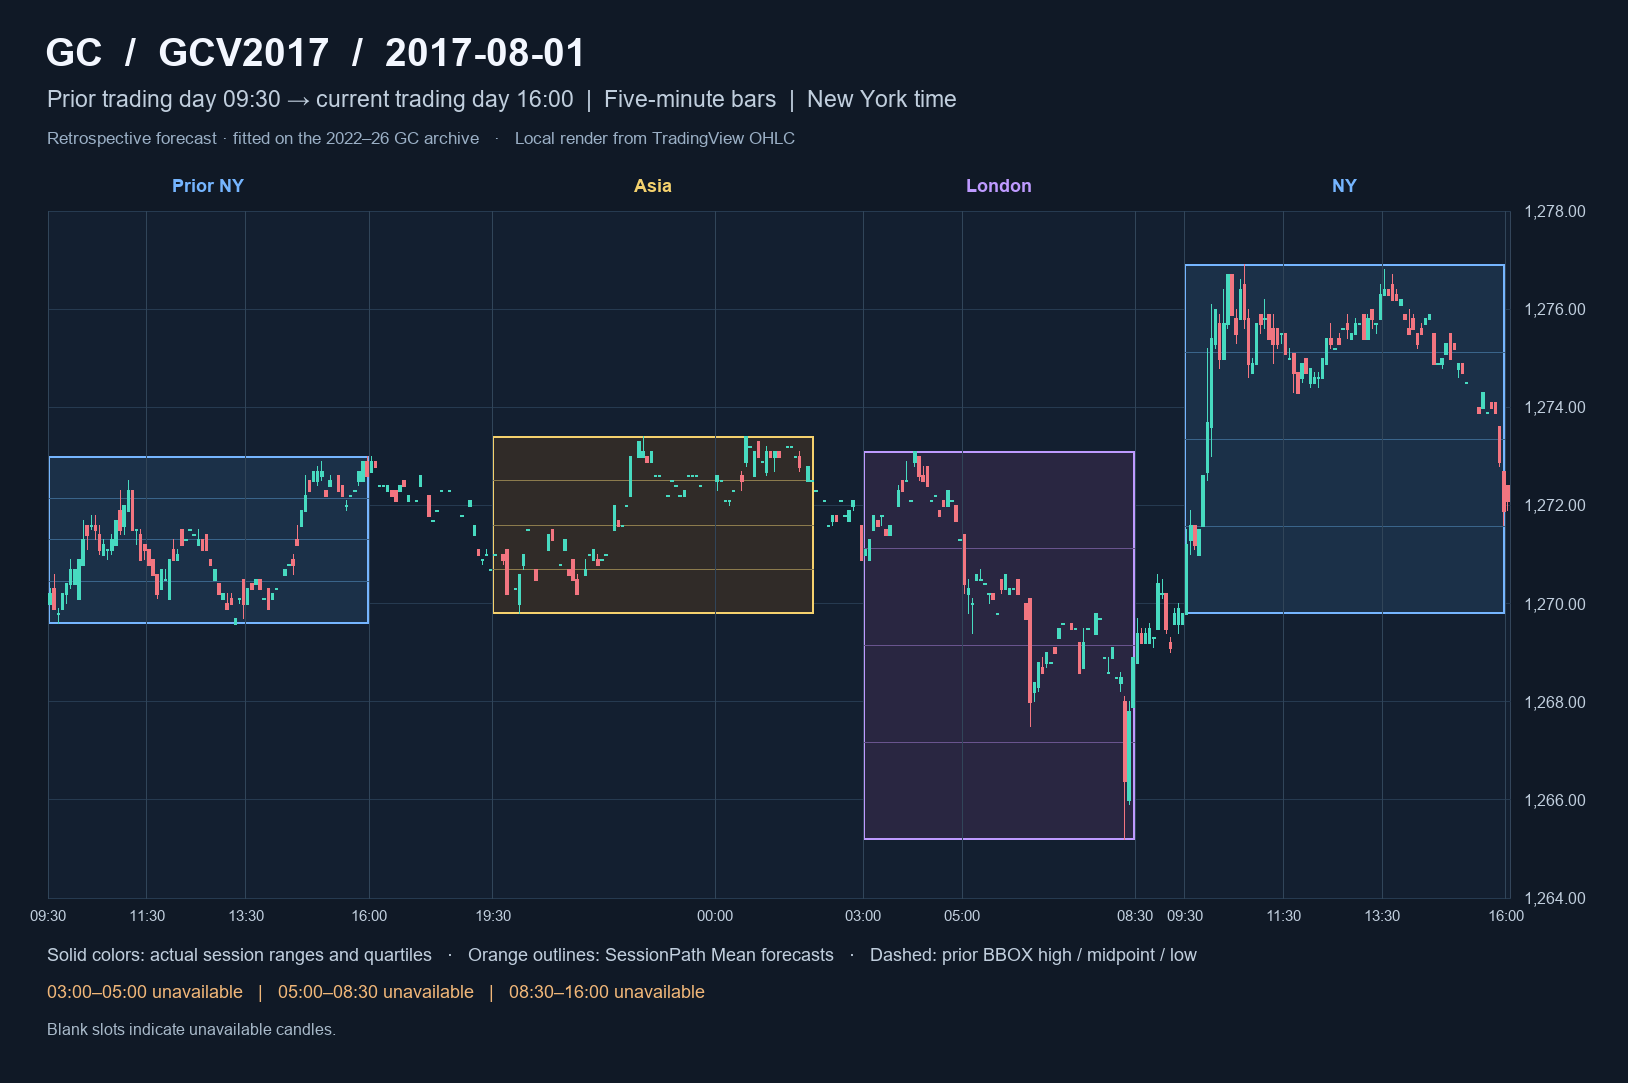 GC / GCV2017 / 2017-08-01
Prior trading day 09:30 → current trading day 16:00 | Five-minute bars | New York time
Retrospective forecast · fitted on the 2022–26 GC archive · Local render from TradingView OHLC
Prior NY Asia London NY
1,278.00
1,276.00
1,274.00
1,272.00
1,270.00
1,268.00
1,266.00
1,264.00
09:30 11:30 13:30 16:00 19:30 00:00 03:00 05:00 08:30 09:30 11:30 13:30 16:00
Solid colors: actual session ranges and quartiles · Orange outlines: SessionPath Mean forecasts · Dashed: prior BBOX high / midpoint / low
03:00–05:00 unavailable | 05:00–08:30 unavailable | 08:30–16:00 unavailable
Blank slots indicate unavailable candles.